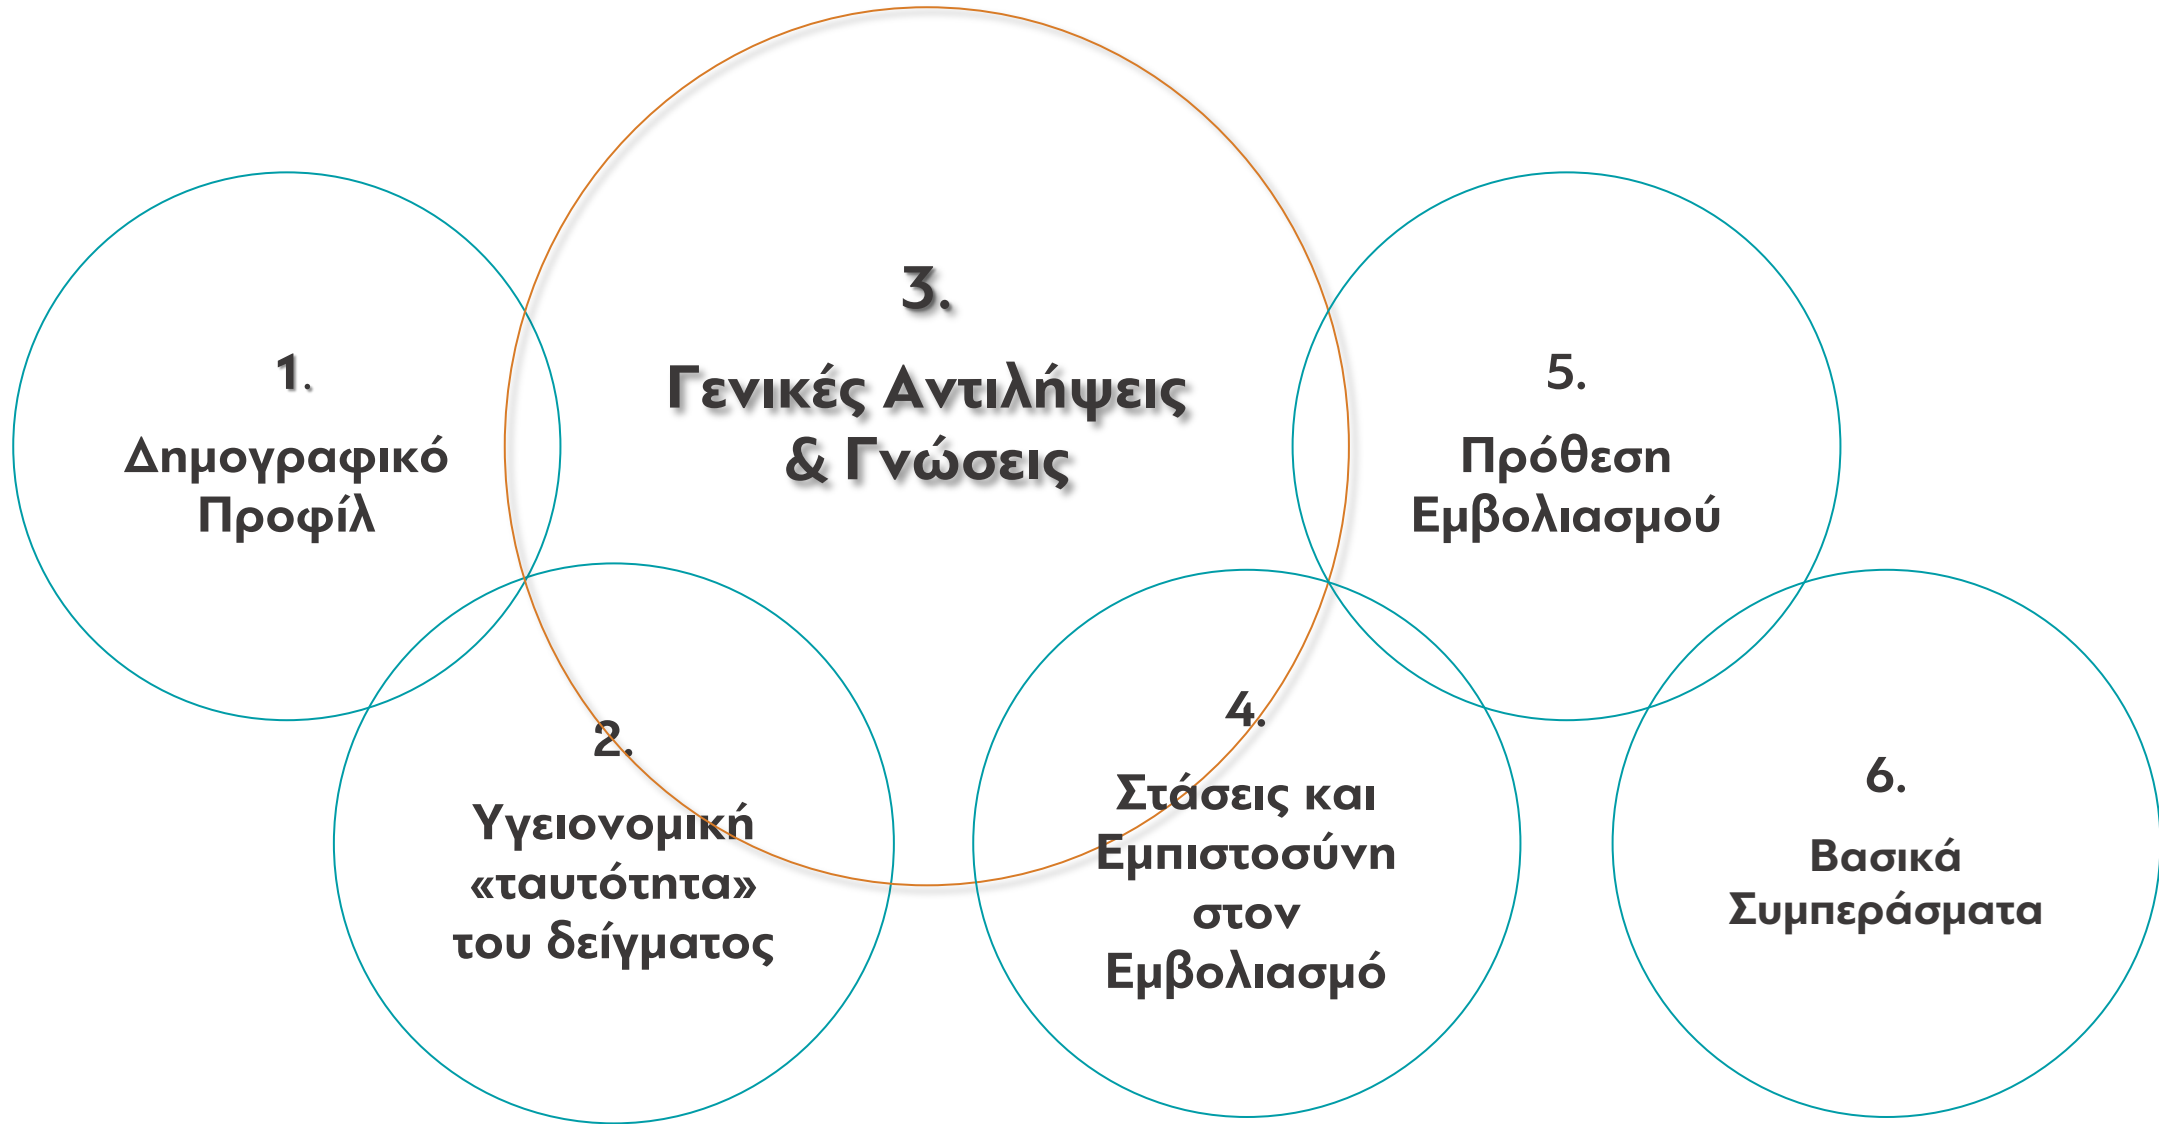 1.
Δημογραφικό
Προφίλ
2.
Υγειονομική
«ταυτότητα»
του δείγματος
3.
Γενικές Αντιλήψεις
& Γνώσεις
4.
Στάσεις και
Εμπιστοσύνη
στον
Εμβολιασμό
5.
Πρόθεση
Εμβολιασμού
6.
Βασικά
Συμπεράσματα